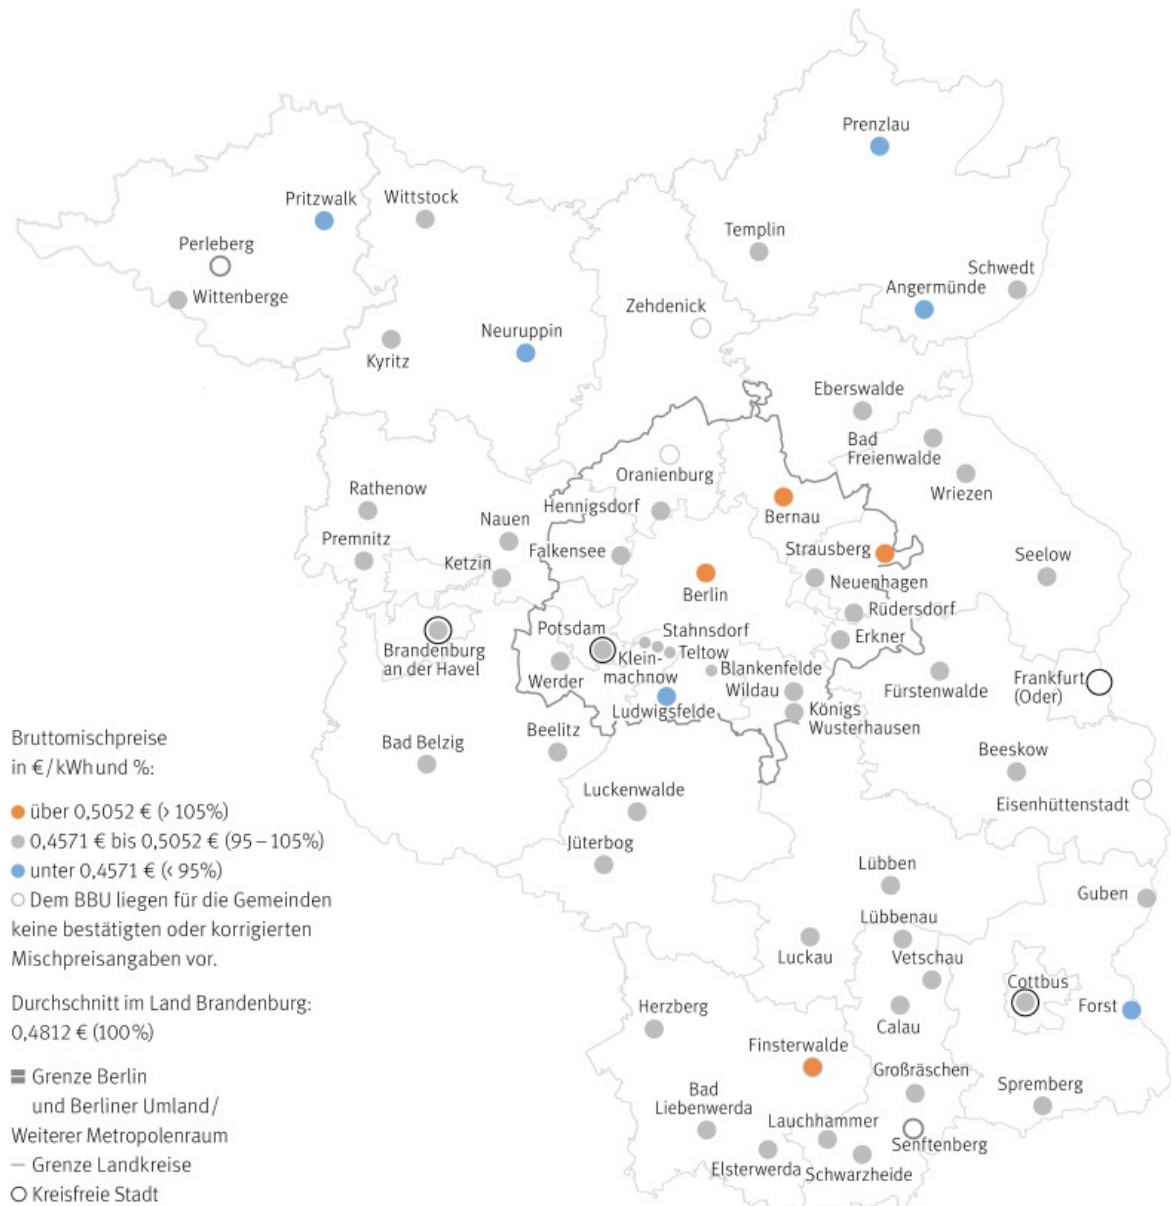 Prenzlau
Pritzwalk
Wittstock
Templin
Perleberg
Schwedt
Angermünde
Wittenberge
Zehdenick
Neuruppin
Kyritz
Eberswalde
Bad
Freienwalde
Oranienburg
Wriezen
Rathenow
Hennigsdorf
Nauen
Bernau
Premnitz
Falkensee
Strausberg
Seelow
Ketzin
Neuenhagen
Berlin
Rüdersdorf
Potsdam
Stahnsdorf
Erkner
Brandenburg
an der Havel
Klein-
machnow
Teltow
Blankenfelde
Werder
Wildau
Fürstenwalde
Frankfurt
(Oder)
Ludwigsfelde
Königs
Wusterhausen
Beelitz
Bad Belzig
Beeskow
Luckenwalde
Eisenhüttenstadt
Jüterbog
Lübben
Guben
Lübbenau
Luckau
Vetschau
Cottbus
Herzberg
Forst
Calau
Finsterwalde
Großräschen
Spremberg
Bad
Liebenwerda
Lauchhammer
Senftenberg
Elsterwerda
Schwarzheide
Bruttomischpreise
in €/kWhund %:
über 0,5052 € (> 105%)
0,4571 € bis 0,5052 € (95 – 105%)
unter 0,4571 € (< 95%)
Dem BBU liegen für die Gemeinden
keine bestätigten oder korrigierten
Mischpreisangaben vor.
Durchschnitt im Land Brandenburg:
0,4812 € (100%)
Grenze Berlin
und Berliner Umland/
Weiterer Metropolenraum
Grenze Landkreise
Kreisfreie Stadt